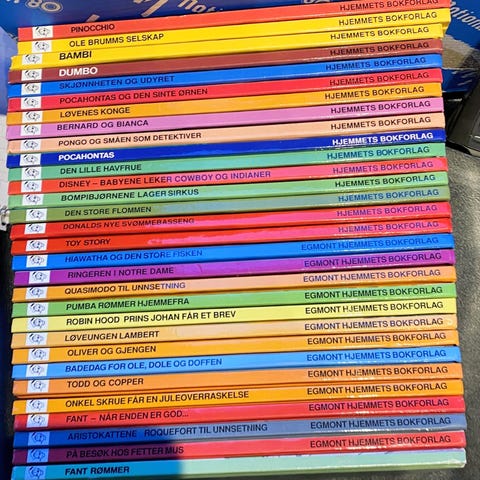 PINOCCHIO HJEMMETS BOKFORLAG
OLE BRUMMS SELSKAP HJEMMETS BOKFORLAG
BAMBI HJEMMETS BOKFORLAG
DUMBO HJEMMETS BOKFORLAG
SKJØNNHETEN OG UDYRET HJEMMETS BOKFORLAG
POCAHONTAS OG DEN SINTE ØRNEN HJEMMETS BOKFORLAG
LØVENES KONGE HJEMMETS BOKFORLAG
BERNARD OG BIANCA HJEMMETS BOKFORLAG
PONGO OG SMÅEN SOM DETEKTIVER HJEMMETS BOKFORLAG
POCAHONTAS HJEMMETS BOKFORLAG
DEN LILLE HAVFRUE HJEMMETS BOKFORLAG
DISNEY – BABYENE LEKER COWBOY OG INDIANER HJEMMETS BOKFORLAG
BOMPIBJØRNENE LAGER SIRKUS HJEMMETS BOKFORLAG
DEN STORE FLOMMEN HJEMMETS BOKFORLAG
DONALDS NYE SVØMMEBASSENG HJEMMETS BOKFORLAG
TOY STORY HJEMMETS BOKFORLAG
HIAWATHA OG DEN STORE FISKEN EGMONT HJEMMETS BOKFORLAG
RINGEREN I NOTRE DAME EGMONT HJEMMETS BOKFORLAG
QUASIMODO TIL UNNSETNING EGMONT HJEMMETS BOKFORLAG
PUMBA RØMMER HJEMMEFRA EGMONT HJEMMETS BOKFORLAG
ROBIN HOOD PRINS JOHAN FÅR ET BREV EGMONT HJEMMETS BOKFORLAG
LØVEUNGEN LAMBERT EGMONT HJEMMETS BOKFORLAG
OLIVER OG GJENGEN EGMONT HJEMMETS BOKFORLAG
BADEDAG FOR OLE, DOLE OG DOFFEN EGMONT HJEMMETS BOKFORLAG
TODD OG COPPER EGMONT HJEMMETS BOKFORLAG
ONKEL SKRUE FÅR EN JULEOVERRASKELSE EGMONT HJEMMETS BOKFORLAG
FANT – NÅR ENDEN ER GOD... EGMONT HJEMMETS BOKFORLAG
ARISTOKATTENE ROQUEFORT TIL UNNSETNING EGMONT HJEMMETS BOKFORLAG
PÅ BESØK HOS FETTER MUS EGMONT HJEMMETS BOKFORLAG
FANT RØMMER EGMONT HJEMMETS BOKFORLAG